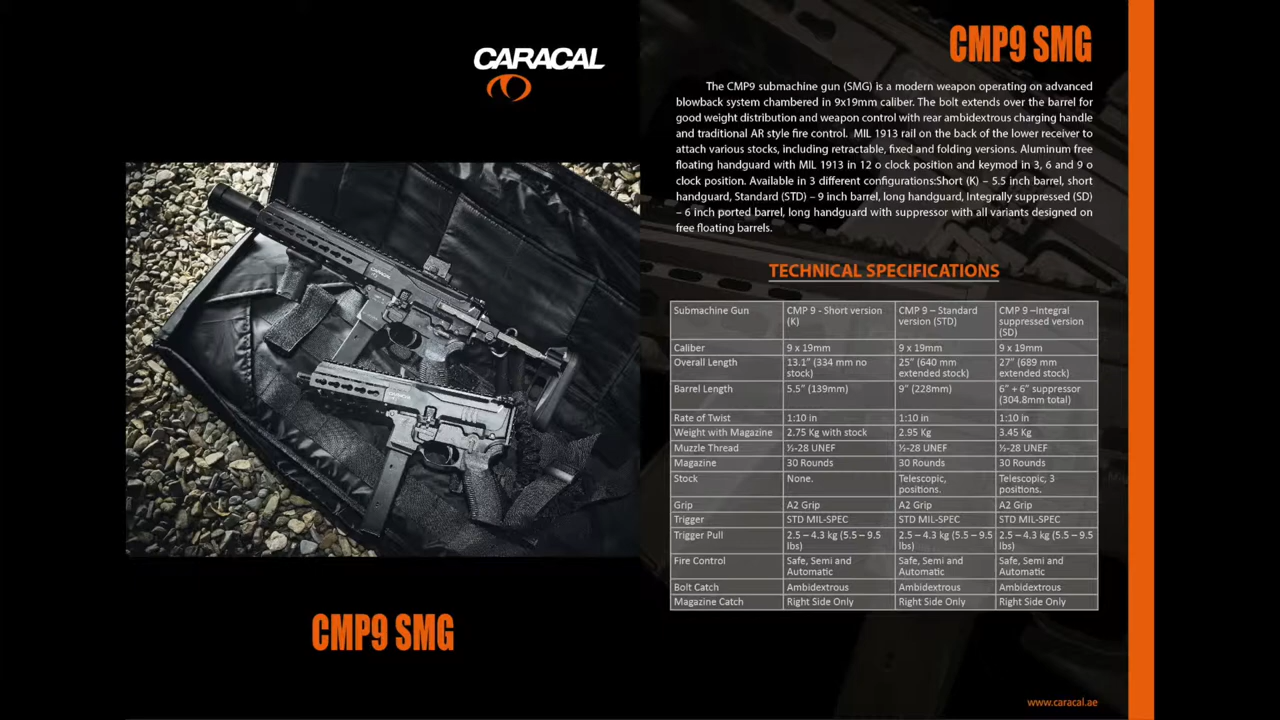 CARACAL
CMP9 SMG
CMP9 SMG
The CMP9 submachine gun (SMG) is a modern weapon operating on advanced
blowback system chambered in 9x19mm caliber. The bolt extends over the barrel for
good weight distribution and weapon control with rear ambidextrous charging handle
and traditional AR style fire control. MIL 1913 rail on the back of the lower receiver to
attach various stocks, including retractable, fixed and folding versions. Aluminum free
floating handguard with MIL 1913 in 12 o clock position and keymod in 3, 6 and 9 o
clock position. Available in 3 different configurations:Short (K) – 5.5 inch barrel, short
handguard, Standard (STD) – 9 inch barrel, long handguard, Integrally suppressed (SD)
– 6 inch ported barrel, long handguard with suppressor with all variants designed on
free floating barrels.
TECHNICAL SPECIFICATIONS
Submachine Gun CMP 9 - Short version (K) CMP 9 – Standard version (STD) CMP 9 –Integral suppressed version (SD)
Caliber 9 x 19mm 9 x 19mm 9 x 19mm
Overall Length 13.1” (334 mm no stock) 25” (640 mm extended stock) 27” (689 mm extended stock)
Barrel Length 5.5” (139mm) 9” (228mm) 6” + 6” suppressor (304.8mm total)
Rate of Twist 1:10 in 1:10 in 1:10 in
Weight with Magazine 2.75 Kg with stock 2.95 Kg 3.45 Kg
Muzzle Thread ½-28 UNEF ½-28 UNEF ½-28 UNEF
Magazine 30 Rounds 30 Rounds 30 Rounds
Stock None. Telescopic, positions. Telescopic, 3 positions.
Grip A2 Grip A2 Grip A2 Grip
Trigger STD MIL-SPEC STD MIL-SPEC STD MIL-SPEC
Trigger Pull 2.5 – 4.3 kg (5.5 – 9.5 lbs) 2.5 – 4.3 kg (5.5 – 9.5 lbs) 2.5 – 4.3 kg (5.5 – 9.5 lbs)
Fire Control Safe, Semi and Automatic Safe, Semi and Automatic Safe, Semi and Automatic
Bolt Catch Ambidextrous Ambidextrous Ambidextrous
Magazine Catch Right Side Only Right Side Only Right Side Only
www.caracal.ae